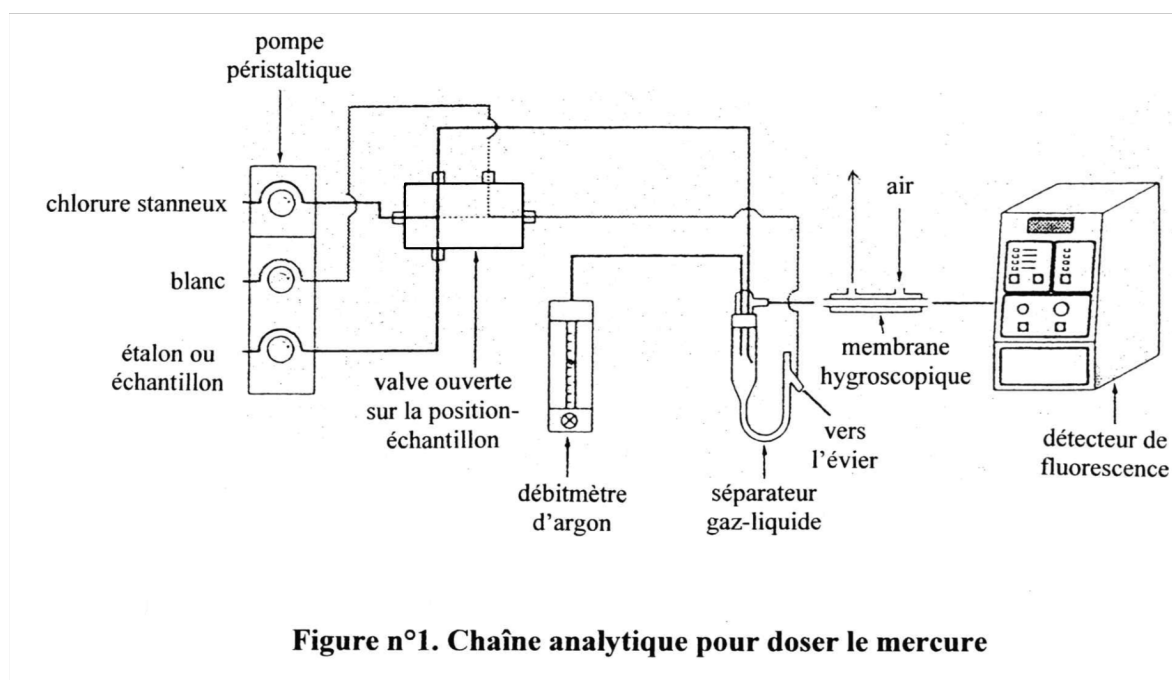 pompe
péristaltique
chlorure stanneux
blanc
étalon ou
échantillon
valve ouverte
sur la position-
échantillon
débitmètre
d'argon
séparateur
gaz-liquide
vers
l'évier
membrane
hygroscopique
air
détecteur de
fluorescence
Figure n°1. Chaîne analytique pour doser le mercure